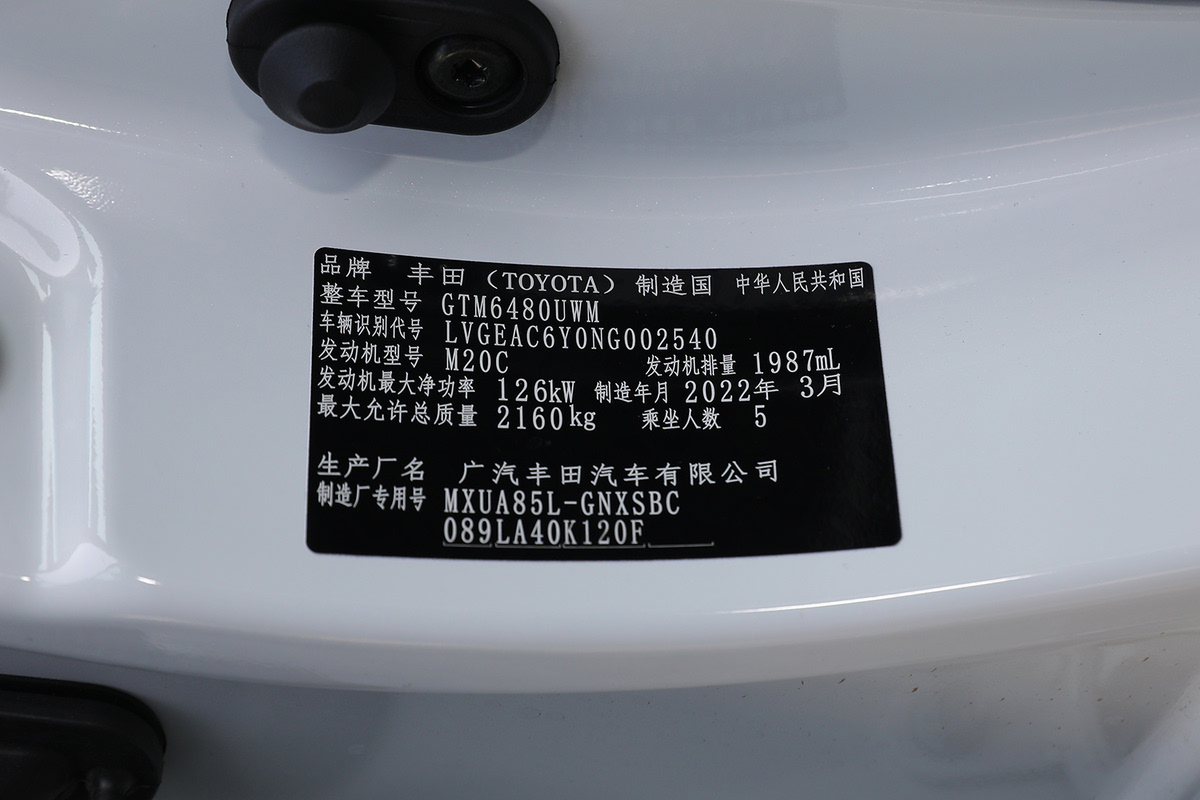 品牌 丰田（TOYOTA） 制造国 中华人民共和国
整车型号 GTM6480UWM
车辆识别代号 LVGEAC6Y0NG002540
发动机型号 M20C 发动机排量 1987mL
发动机最大净功率 126kW 制造年月 2022年 3月
最大允许总质量 2160kg 乘坐人数 5
生产厂名 广汽丰田汽车有限公司
制造厂专用号 MXUA85L-GNXSBC
089LA40K120F